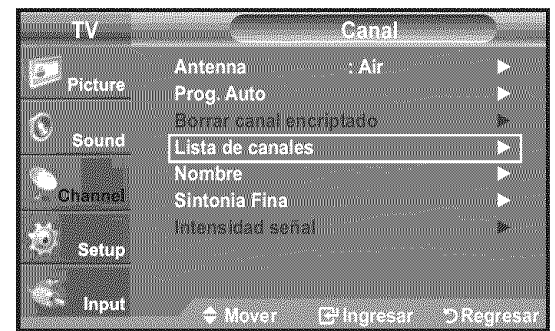 TV
Canal
Picture
Sound
Channel
Setup
Input
Antenna : Air
Prog. Auto
Borrar canal encriptado
Lista de canales
Nombre
Sintonia Fina
Intensidad señal
Mover Ingresar Regresar